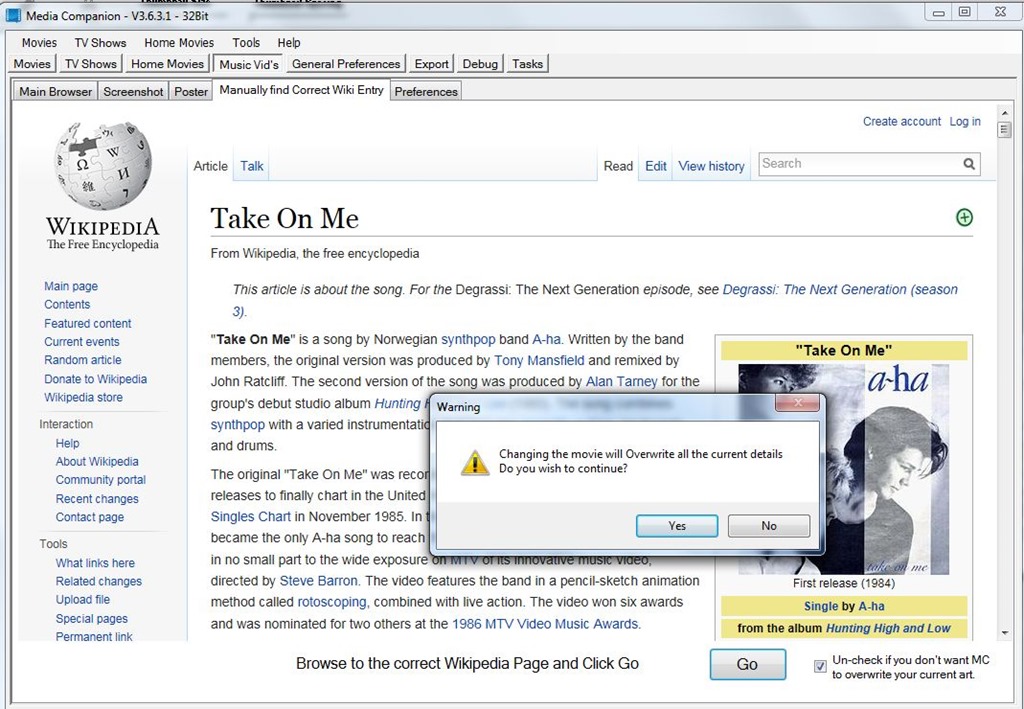 Media Companion - V3.6.3.1 - 32Bit
Movies TV Shows Home Movies Tools Help
Movies TV Shows Home Movies Music Vid's General Preferences Export Debug Tasks
Main Browser Screenshot Poster Manually find Correct Wiki Entry Preferences
Create account Log in
Article Talk Read Edit View history Search
WIKIPEDIA
The Free Encyclopedia
Main page
Contents
Featured content
Current events
Random article
Donate to Wikipedia
Wikipedia store
Interaction
Help
About Wikipedia
Community portal
Recent changes
Contact page
Tools
What links here
Related changes
Upload file
Special pages
Permanent link
Take On Me
From Wikipedia, the free encyclopedia
This article is about the song. For the Degrassi: The Next Generation episode, see Degrassi: The Next Generation (season
3).
"Take On Me" is a song by Norwegian synthpop band A-ha. Written by the band
members, the original version was produced by Tony Mansfield and remixed by
John Ratcliff. The second version of the song was produced by Alan Tarney for the
group's debut studio album Hunting
synthpop with a varied
and drums.
The original "Take On Me" was
releases to finally chart in the United
Singles Chart in November 1985. In
became the only A-ha song to reach
in no small part to the wide exposure on MTV of its innovative music video,
directed by Steve Barron. The video features the band in a pencil-sketch animation
method called rotoscoping, combined with live action. The video won six awards
and was nominated for two others at the 1986 MTV Video Music Awards.
"Take On Me"
a-ha
take on me
First release (1984)
Single by A-ha
from the album Hunting High and Low
Warning
Changing the movie will Overwrite all the current details
Do you wish to continue?
Yes No
Browse to the correct Wikipedia Page and Click Go
Go
Un-check if you don't want MC
to overwrite your current art.